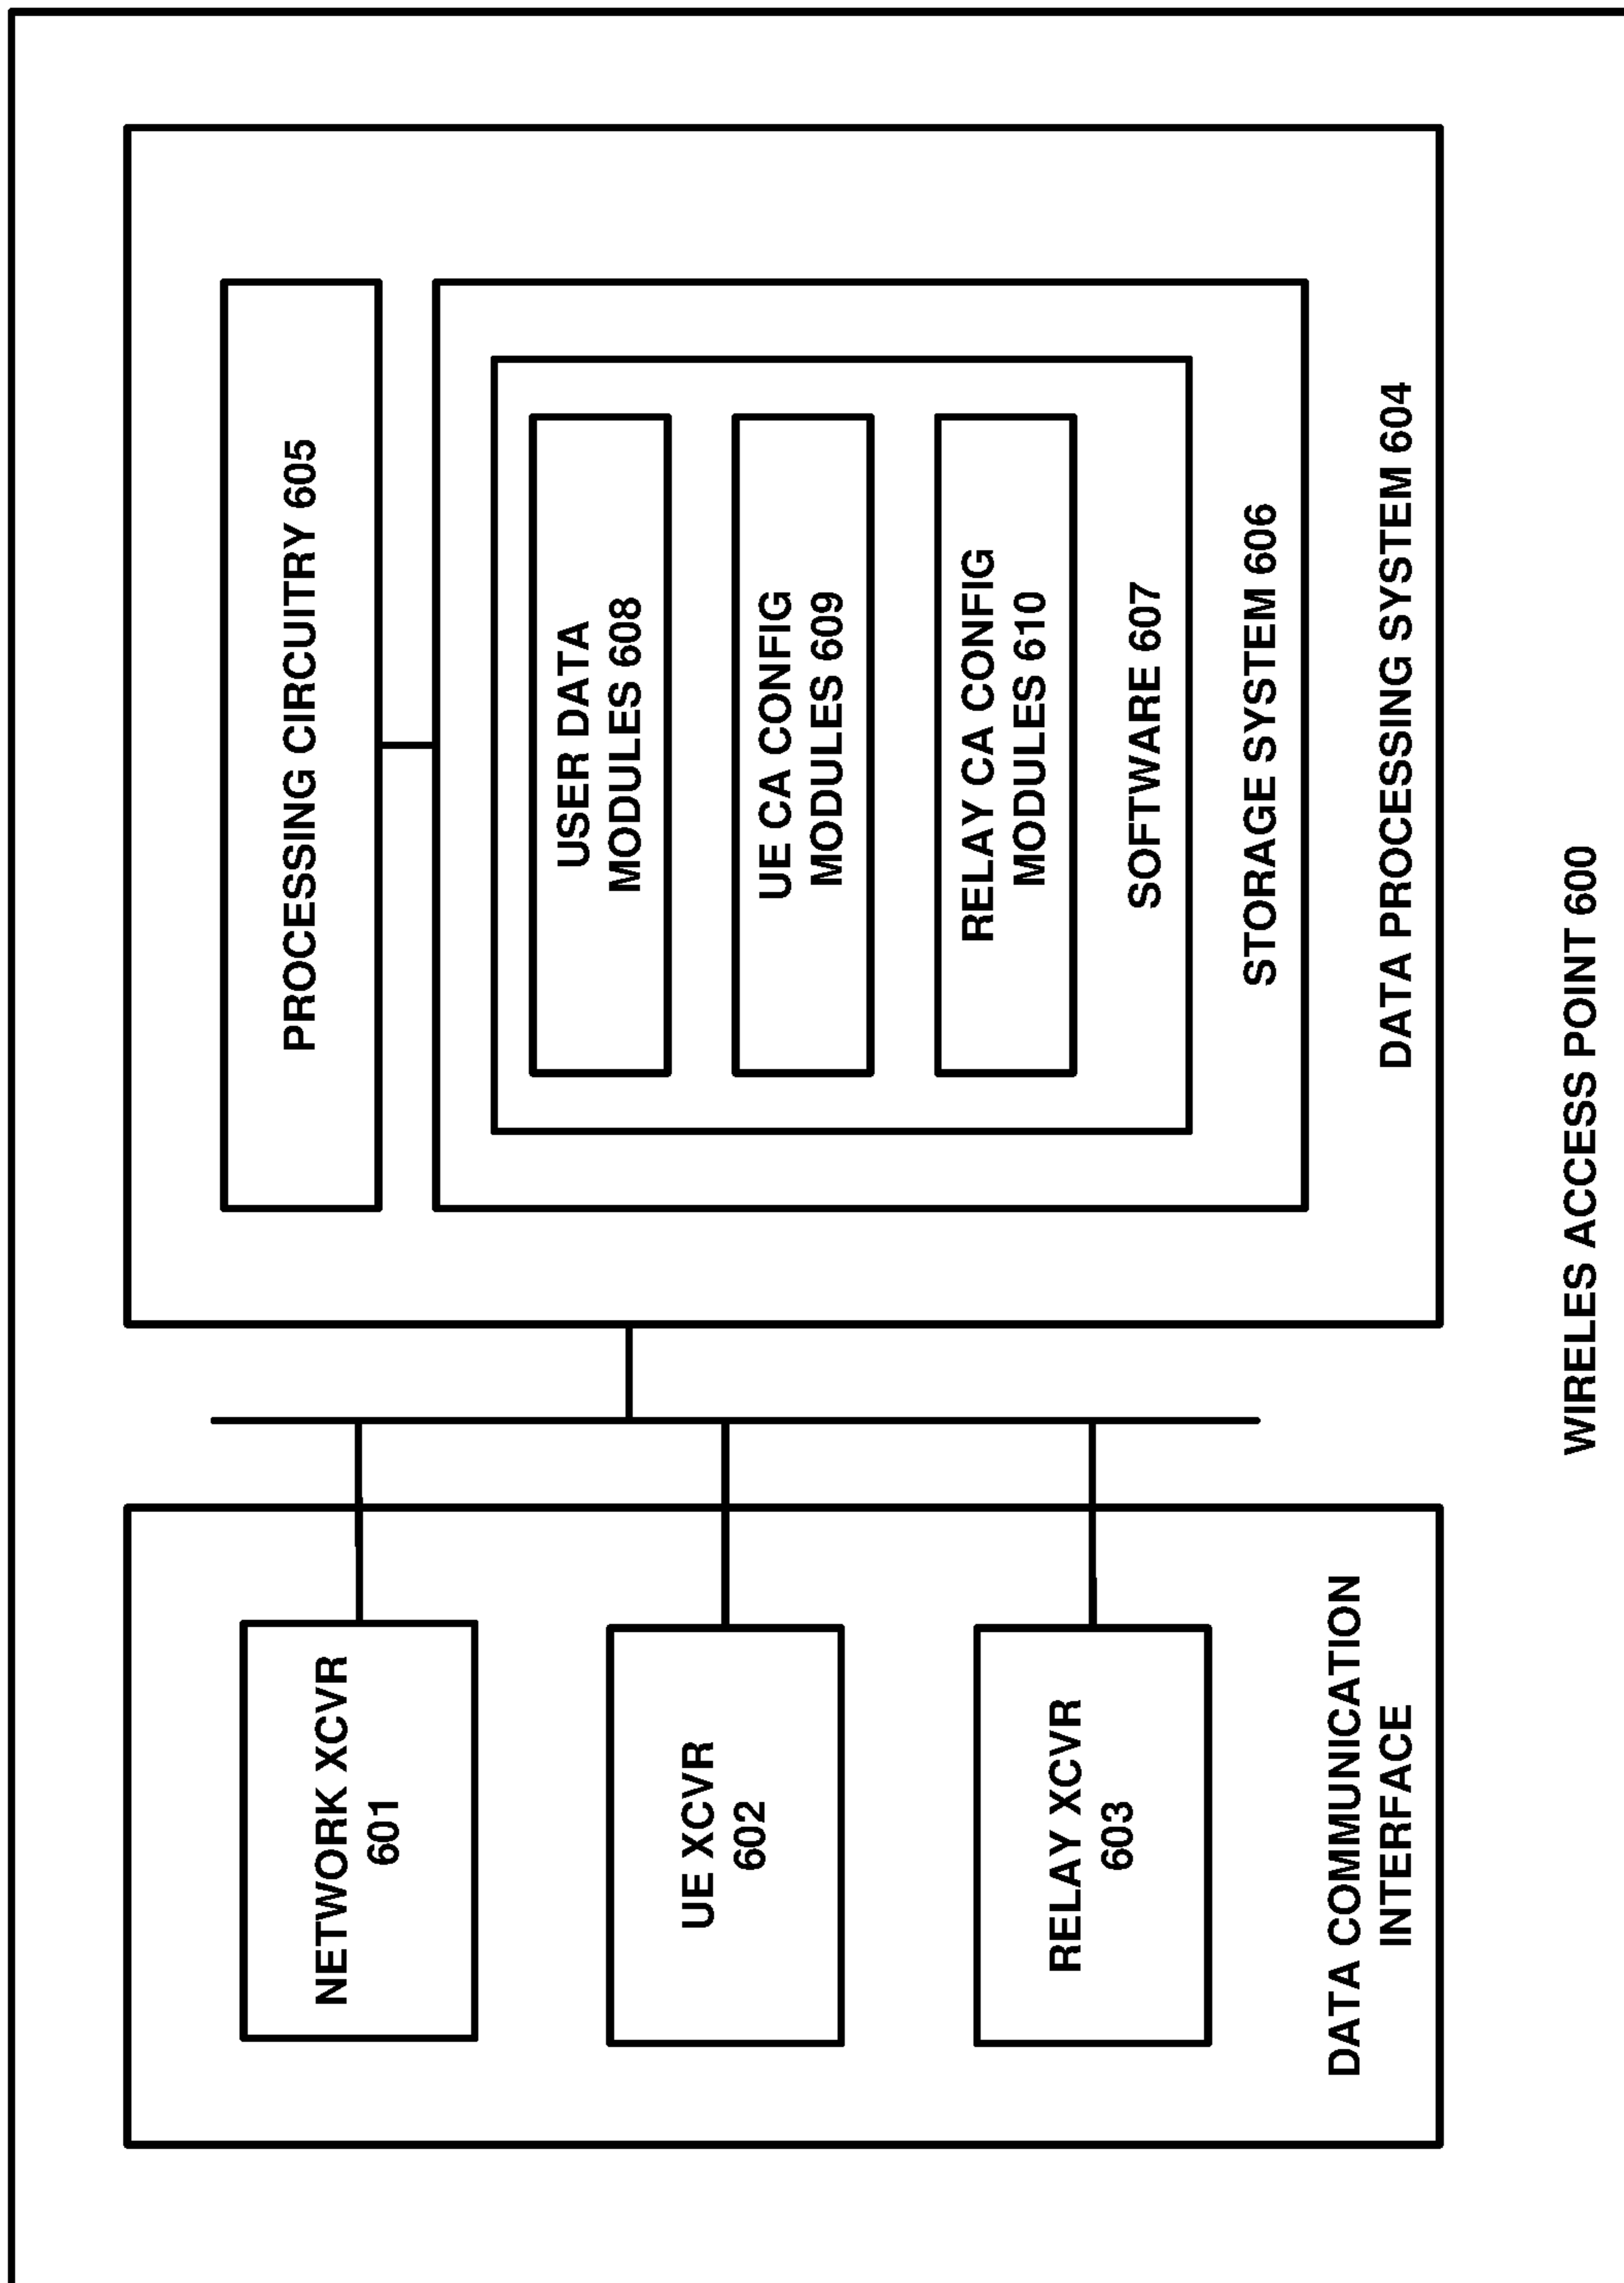 NETWORK XCVR
601
UE XCVR
602
RELAY XCVR
603
DATA COMMUNICATION
INTERFACE
PROCESSING CIRCUITRY 605
USER DATA
MODULES 608
UE CA CONFIG
MODULES 609
RELAY CA CONFIG
MODULES 610
SOFTWARE 607
STORAGE SYSTEM 606
DATA PROCESSING SYSTEM 604
WIRELES ACCESS POINT 600